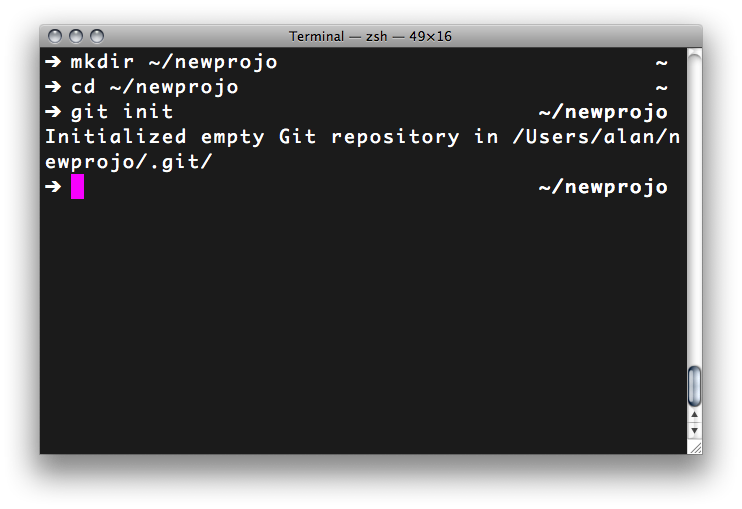 Terminal — zsh — 49×16
➔ mkdir ~/newprojo ~
➔ cd ~/newprojo ~
➔ git init ~/newprojo
Initialized empty Git repository in /Users/alan/n
ewprojo/.git/
➔ ~/newprojo